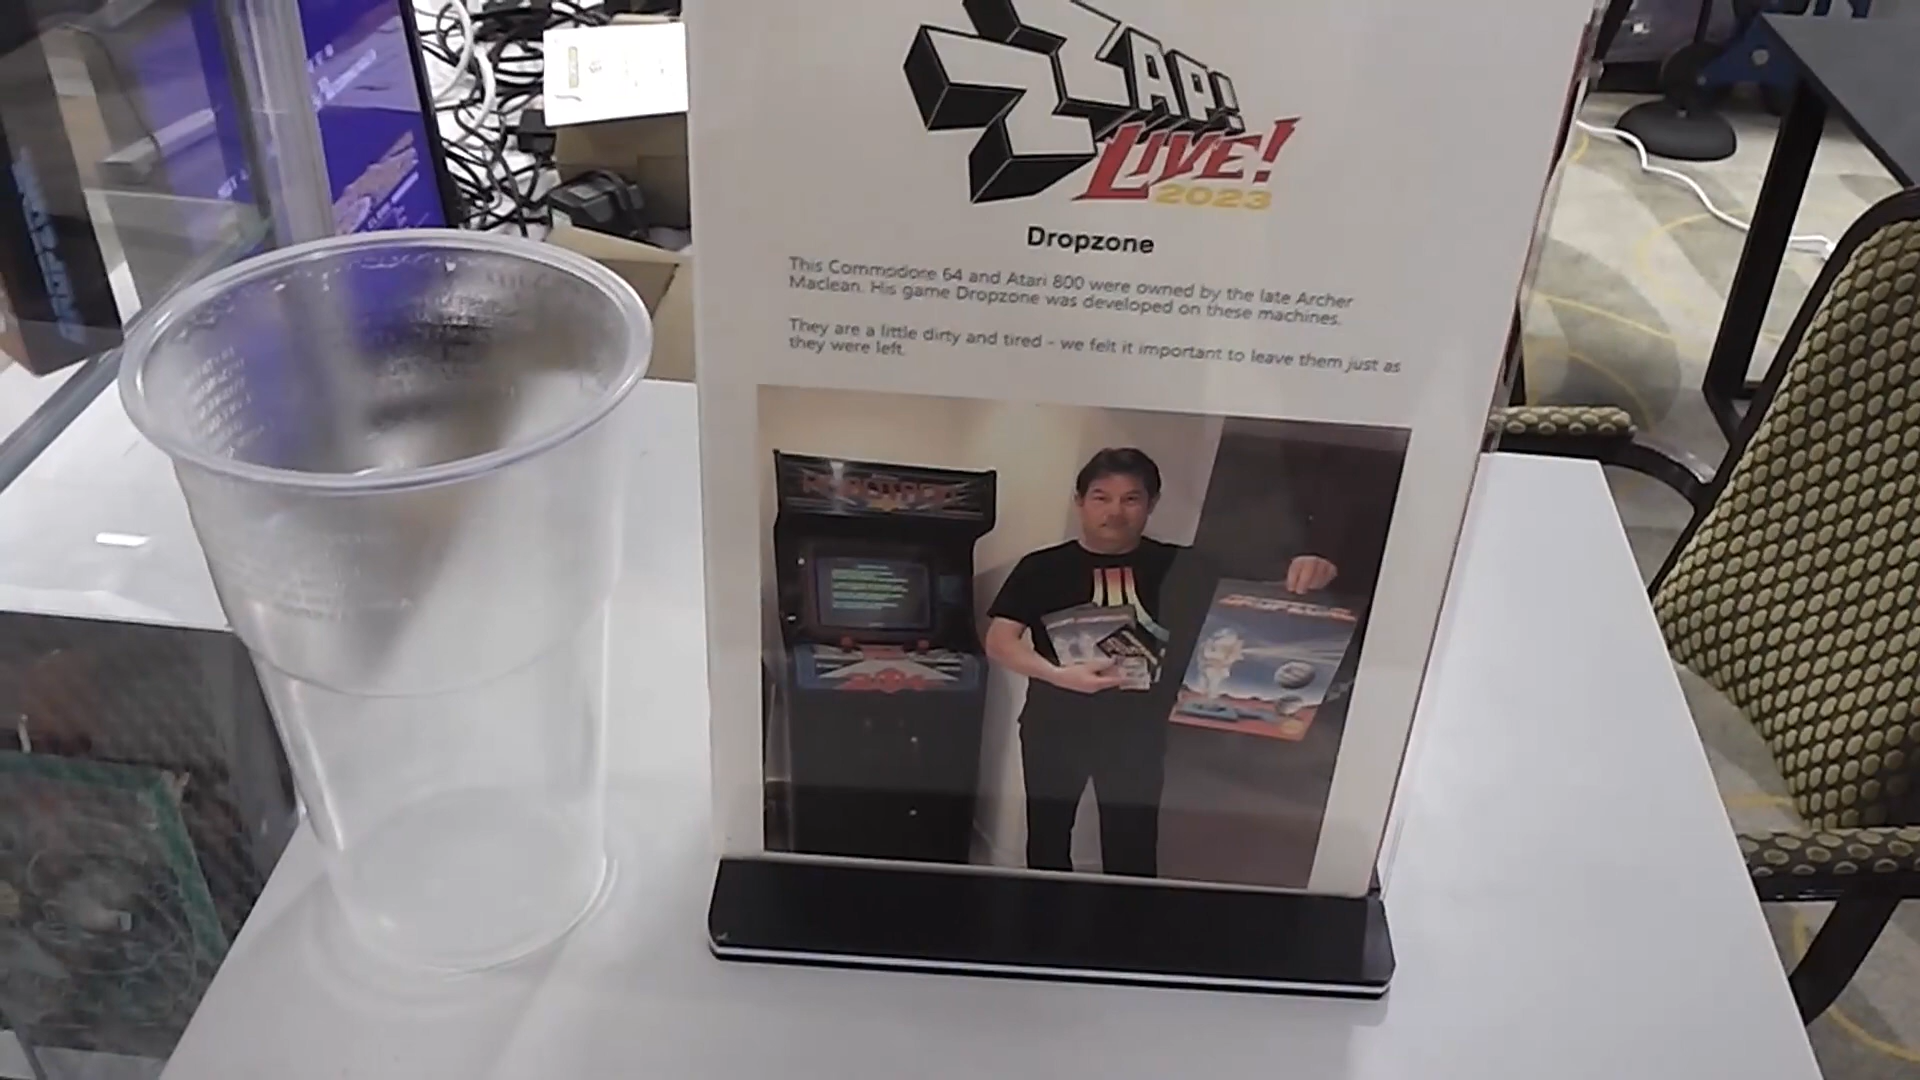 ZZAP!
LIVE!
2023
Dropzone
This Commodore 64 and Atari 800 were owned by the late Archer
Maclean. His game Dropzone was developed on these machines.
They are a little dirty and tired - we felt it important to leave them just as
they were left.
ROBOTRON
DROPZONE